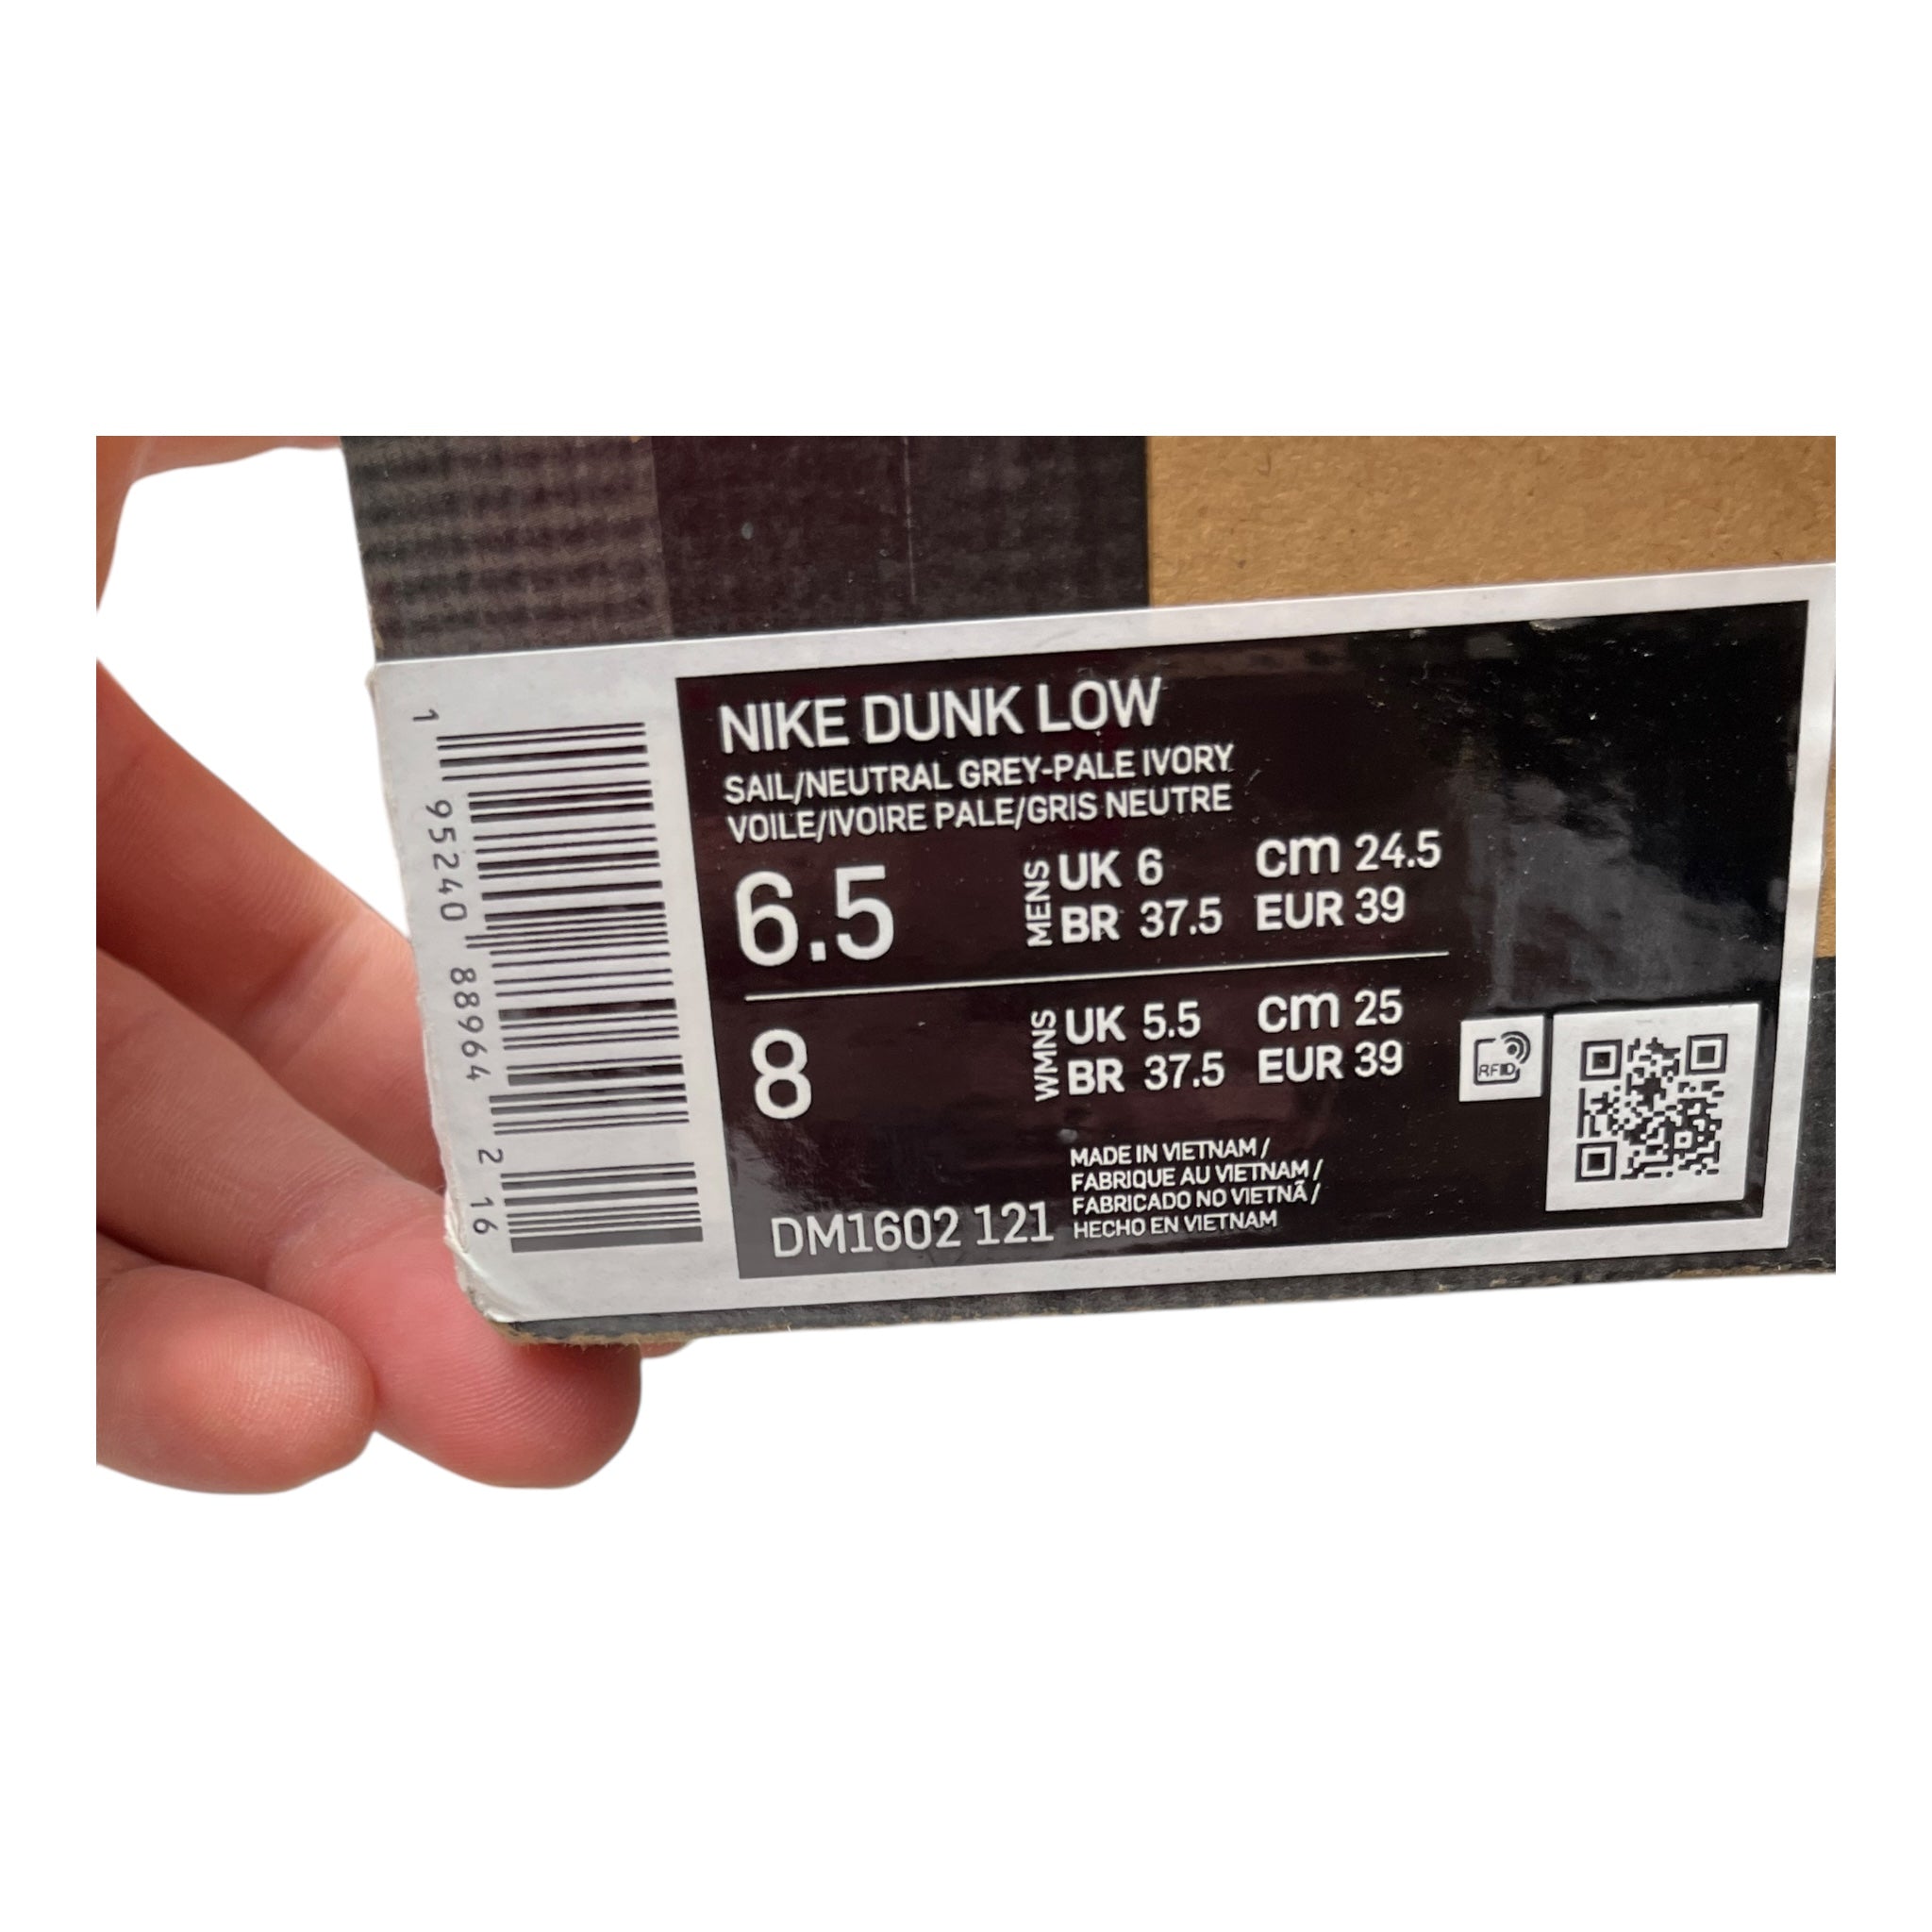 NIKE DUNK LOW
SAIL/NEUTRAL GREY-PALE IVORY
VOILE/IVOIRE PALE/GRIS NEUTRE
6.5 MENS UK 6 cm 24.5
BR 37.5 EUR 39
8 WMNS UK 5.5 cm 25
BR 37.5 EUR 39
RFID
MADE IN VIETNAM /
FABRIQUE AU VIETNAM /
FABRICADO NO VIETNÃ /
HECHO EN VIETNAM
DM1602 121
1 95240 88964 2 16